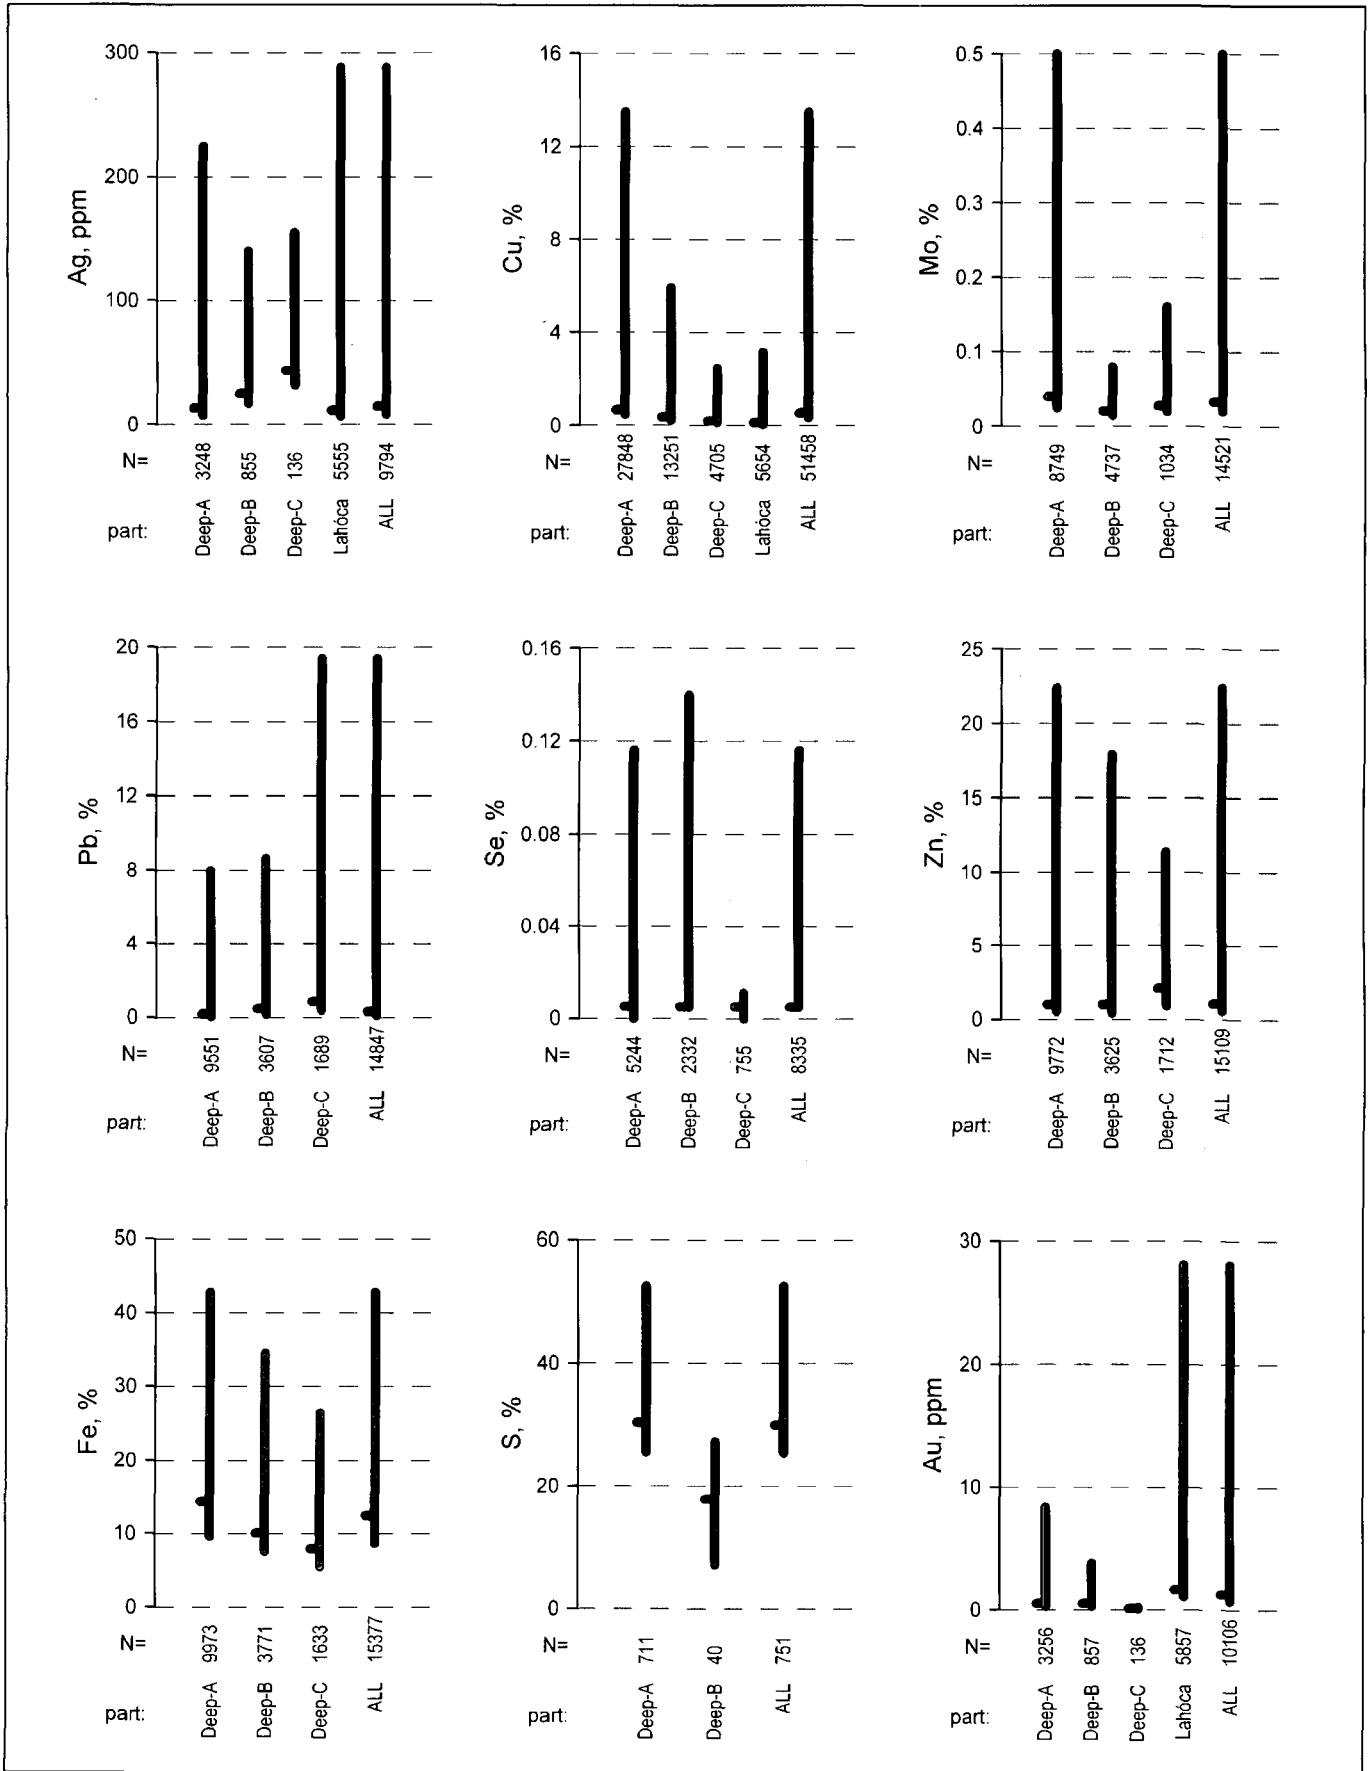 Ag, ppm
300
200
100
0
N= 3248 855 136 5555 9794
part: Deep-A Deep-B Deep-C Lahóca ALL
Cu, %
16
12
8
4
0
N= 27848 13251 4705 5654 51458
part: Deep-A Deep-B Deep-C Lahóca ALL
Mo, %
0.5
0.4
0.3
0.2
0.1
0
N= 8749 4737 1034 14521
part: Deep-A Deep-B Deep-C ALL
Pb, %
20
16
12
8
4
0
N= 9551 3607 1689 14847
part: Deep-A Deep-B Deep-C ALL
Se, %
0.16
0.12
0.08
0.04
0
N= 5244 2332 755 8335
part: Deep-A Deep-B Deep-C ALL
Zn, %
25
20
15
10
5
0
N= 9772 3625 1712 15109
part: Deep-A Deep-B Deep-C ALL
Fe, %
50
40
30
20
10
0
N= 9973 3771 1633 15377
part: Deep-A Deep-B Deep-C ALL
S, %
60
40
20
0
N= 711 40 751
part: Deep-A Deep-B ALL
Au, ppm
30
20
10
0
N= 3256 857 136 5857 10106
part: Deep-A Deep-B Deep-C Lahóca ALL